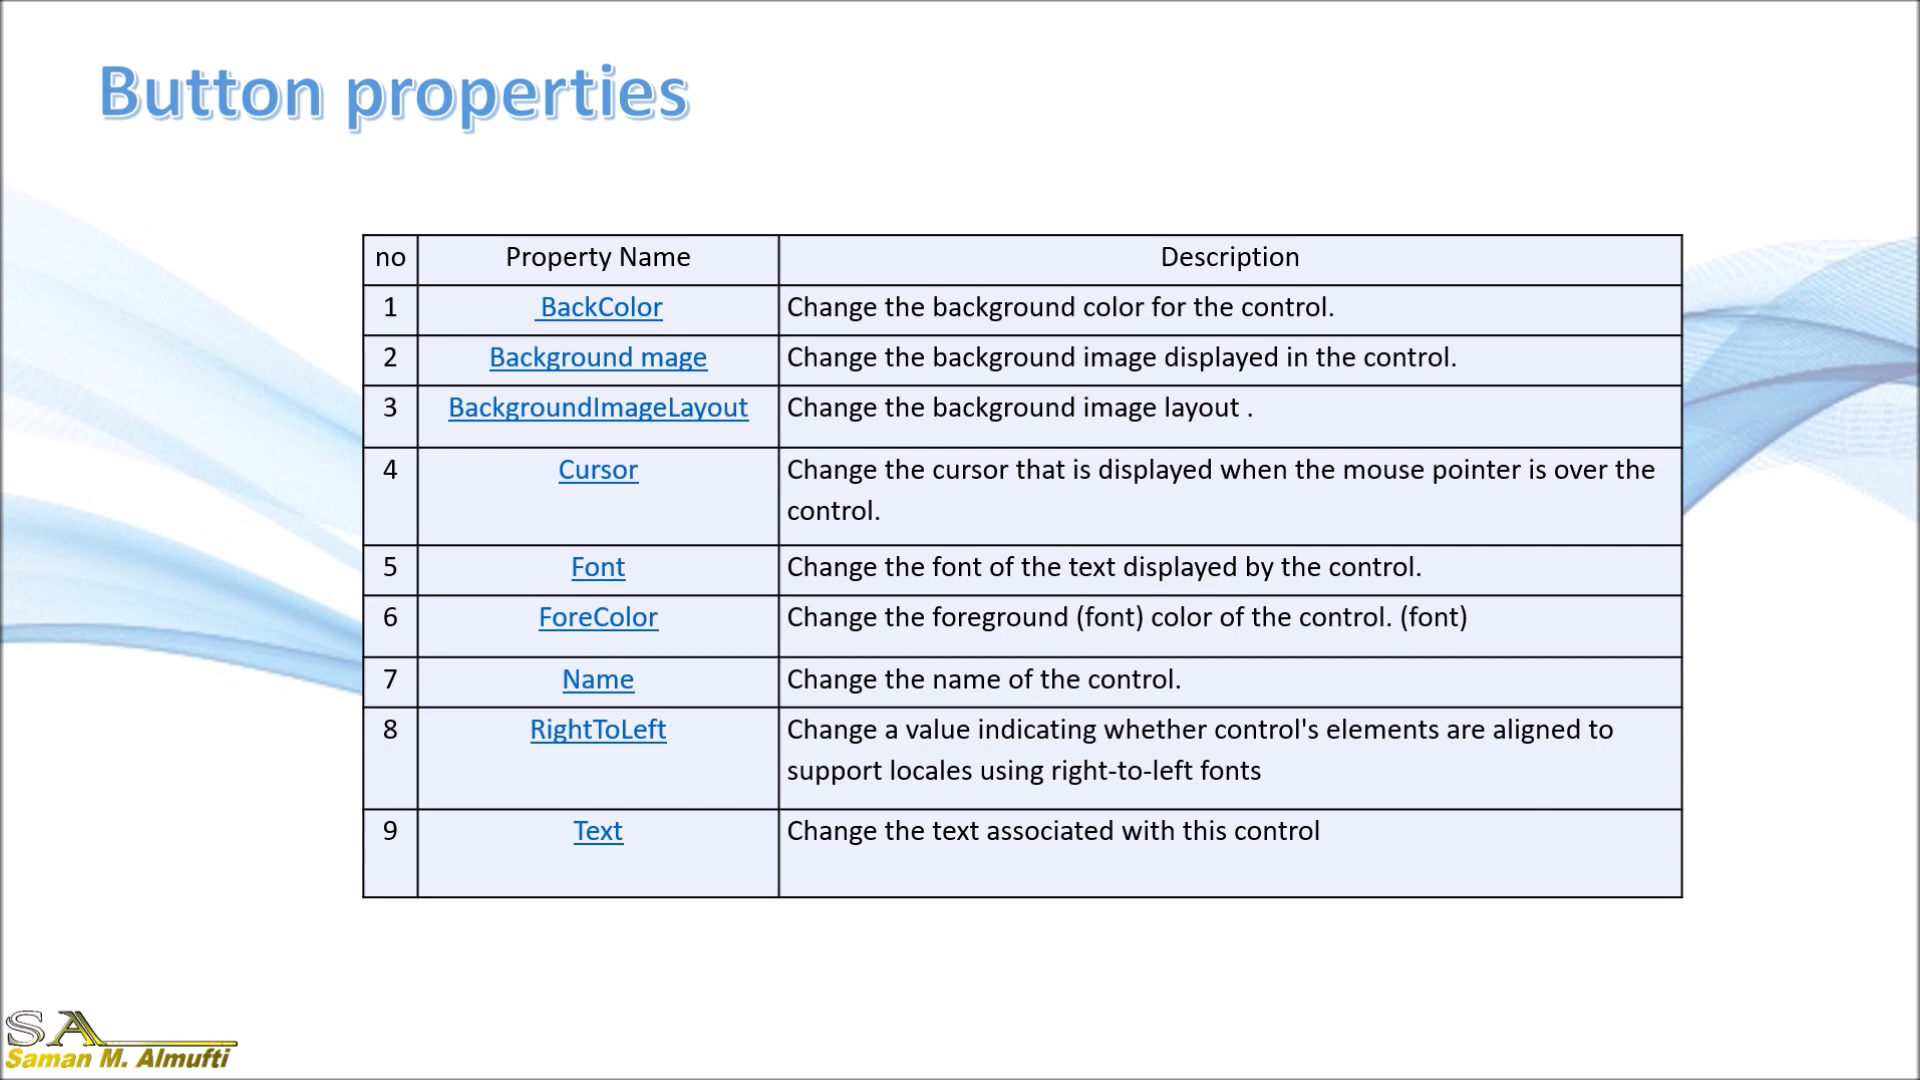 Button properties
no Property Name Description
1 BackColor Change the background color for the control.
2 Background mage Change the background image displayed in the control.
3 BackgroundImageLayout Change the background image layout .
4 Cursor Change the cursor that is displayed when the mouse pointer is over the
control.
5 Font Change the font of the text displayed by the control.
6 ForeColor Change the foreground (font) color of the control. (font)
7 Name Change the name of the control.
8 RightToLeft Change a value indicating whether control's elements are aligned to
support locales using right-to-left fonts
9 Text Change the text associated with this control
SA
Saman M. Almufti